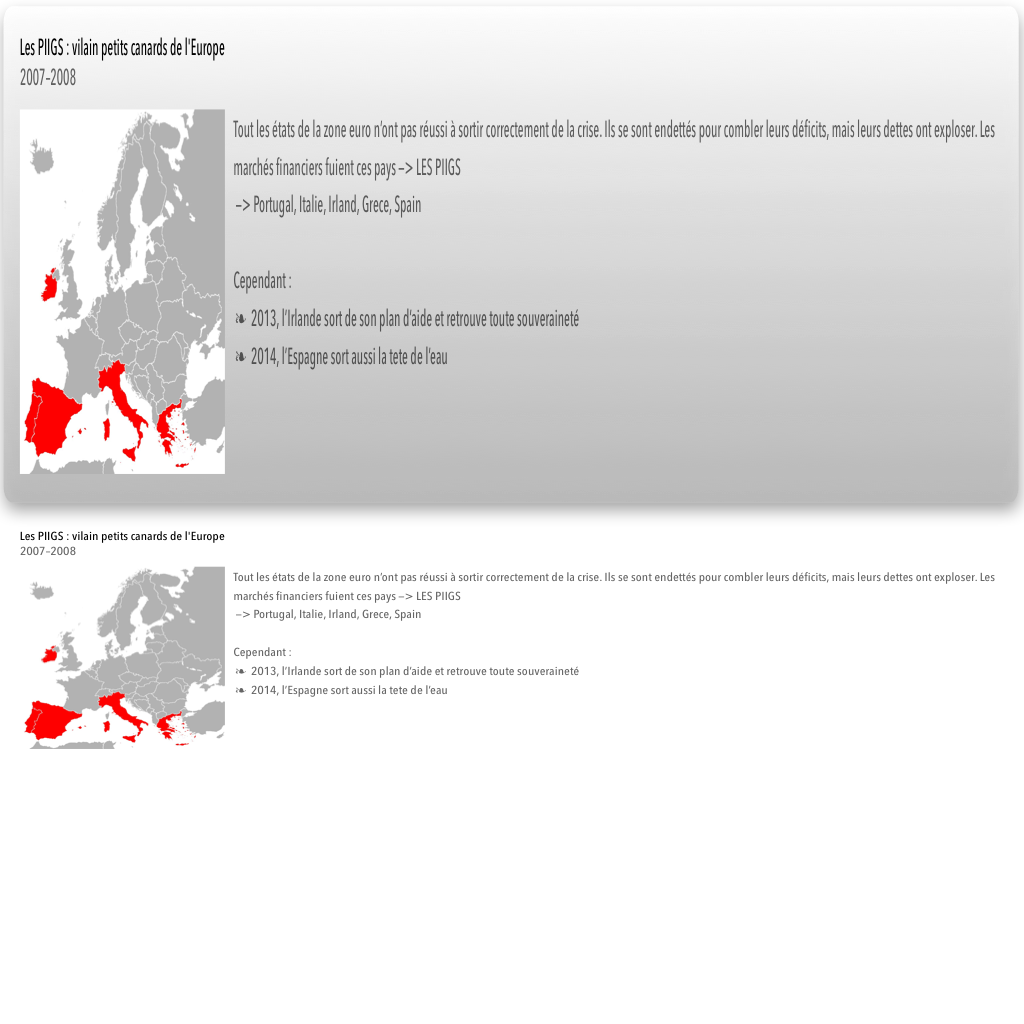 Les PIIGS : vilain petits canards de l'Europe
2007–2008
Tout les états de la zone euro n'ont pas réussi à sortir correctement de la crise. Ils se sont endettés pour combler leurs déficits, mais leurs dettes ont exploser. Les
marchés financiers fuient ces pays —> LES PIIGS
—> Portugal, Italie, Irland, Grece, Spain
Cependant :
❧ 2013, l'Irlande sort de son plan d'aide et retrouve toute souveraineté
❧ 2014, l'Espagne sort aussi la tete de l'eau
Les PIIGS : vilain petits canards de l'Europe
2007–2008
Tout les états de la zone euro n'ont pas réussi à sortir correctement de la crise. Ils se sont endettés pour combler leurs déficits, mais leurs dettes ont exploser. Les
marchés financiers fuient ces pays —> LES PIIGS
—> Portugal, Italie, Irland, Grece, Spain
Cependant :
❧ 2013, l'Irlande sort de son plan d'aide et retrouve toute souveraineté
❧ 2014, l'Espagne sort aussi la tete de l'eau